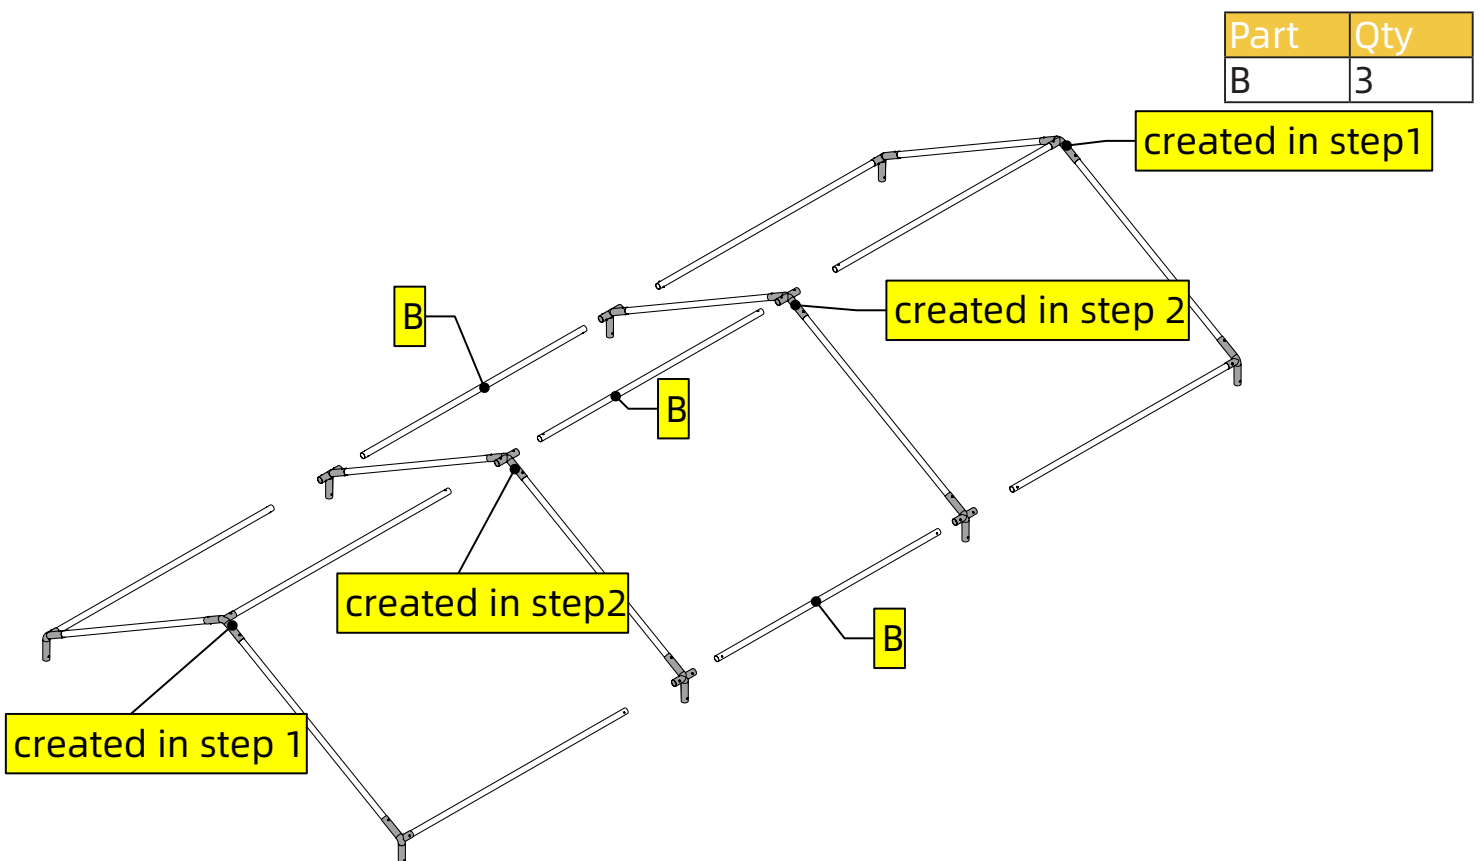 Part Qty
B 3
created in step1
created in step 2
B
B
created in step2
B
created in step 1